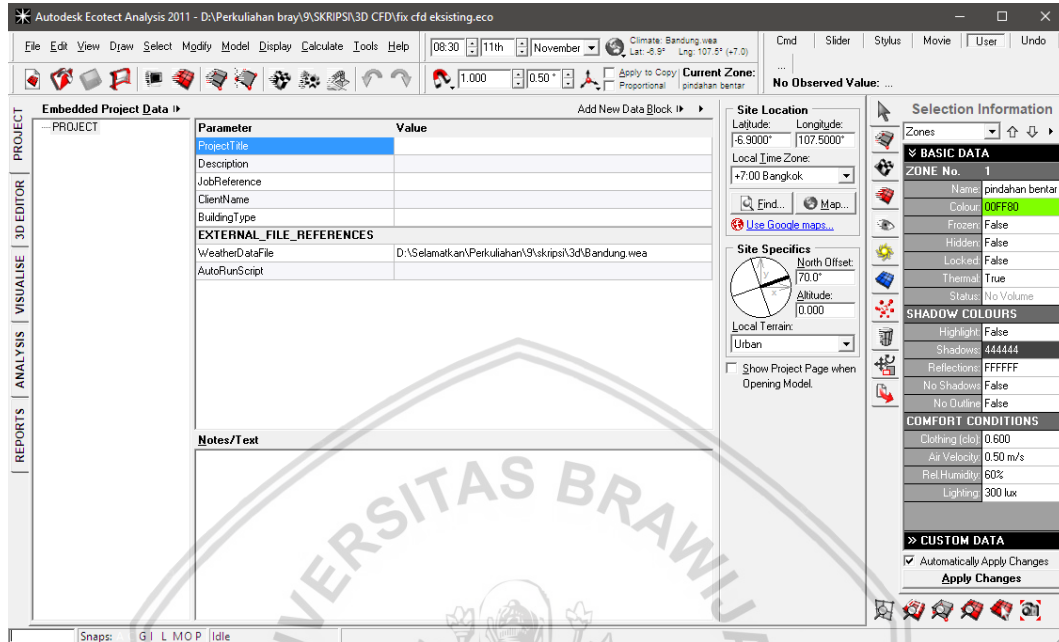 Autodesk Ecotect Analysis 2011 - D:\Perkuliahan bray\9\SKRIPSI\3D CFD\fix cfd eksisting.eco
File Edit View Draw Select Modify Model Display Calculate Tools Help
08:30 11th November
Climate: Bandung.wea
Lat: -6.9° Lng: 107.5° (+7.0)
Cmd Slider Stylus Movie User Undo
...
1.000 0.50 °
Apply to Copy
Proportional
Current Zone:
pindahan bentar
No Observed Value: ...
PROJECT
3D EDITOR
VISUALISE
ANALYSIS
REPORTS
Embedded Project Data
PROJECT
Add New Data Block
Parameter Value
ProjectTitle
Description
JobReference
ClientName
BuildingType
EXTERNAL_FILE_REFERENCES
WeatherDataFile D:\Selamatkan\Perkuliahan\9\skripsi\3d\Bandung.wea
AutoRunScript
Notes/Text
Site Location
Latitude: Longitude:
-6.9000° 107.5000°
Local Time Zone:
+7:00 Bangkok
Find... Map...
Use Google maps...
Site Specifics
y
x
North Offset:
70.0°
Altitude:
0.000
Local Terrain:
Urban
Show Project Page when
Opening Model.
Selection Information
Zones
BASIC DATA
ZONE No. 1
Name: pindahan bentar
Colour: 00FF80
Frozen: False
Hidden: False
Locked: False
Thermal: True
Status: No Volume
SHADOW COLOURS
Highlight: False
Shadows: 444444
Reflections: FFFFFF
No Shadows: False
No Outline: False
COMFORT CONDITIONS
Clothing (clo): 0.600
Air Velocity: 0.50 m/s
Rel.Humidity: 60%
Lighting: 300 lux
CUSTOM DATA
Automatically Apply Changes
Apply Changes
Snaps: G I L M O P Idle
VERSITAS BRAWIJA